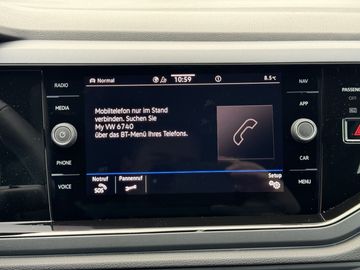 RADIO
MEDIA
PHONE
VOICE
Normal
10:59
8.5°C
Mobiltelefon nur im Stand
verbinden. Suchen Sie
My VW 6740
über das BT-Menü Ihres Telefons.
Notruf
SOS
Pannenruf
Setup
NAV
APP
CAR
MENU
PASSENG